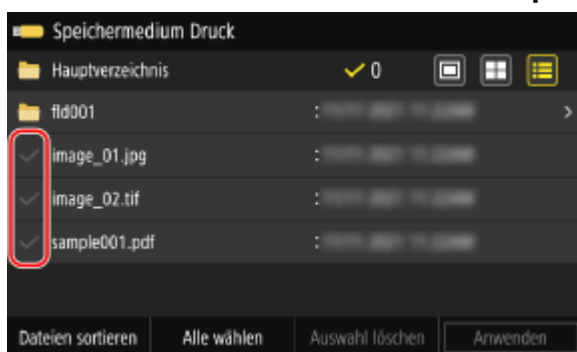 Speichermedium Druck
Hauptverzeichnis 0
fld001 :
image_01.jpg :
image_02.tif :
sample001.pdf :
Dateien sortieren Alle wählen Auswahl löschen Anwenden